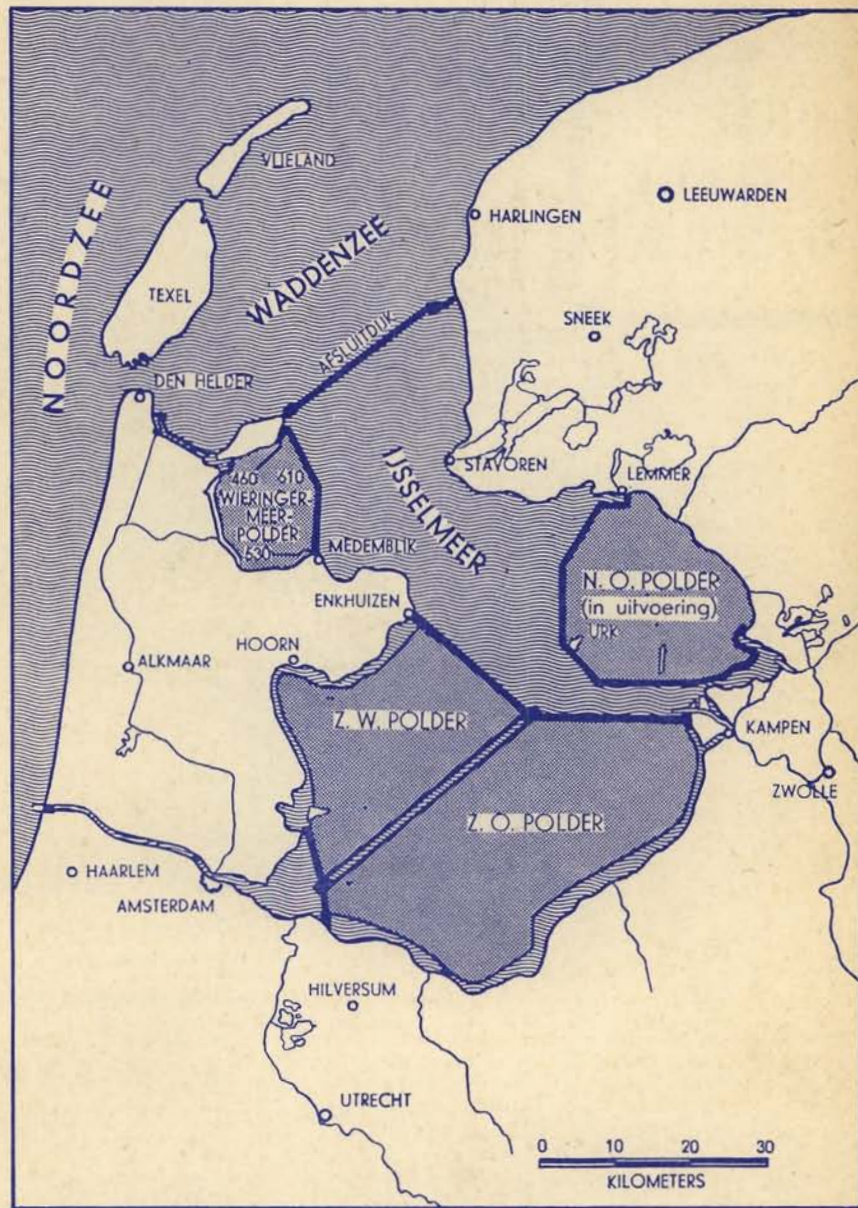 VLIELAND
LEEUWARDEN
HARLINGEN
NOORDZEE
WADDENZEE
TEXEL
SNEEK
AFSLUITDIJK
DEN HELDER
IJSSELMEER
STAVOREN
LEMMER
460 610
WIERINGER-
MEER-
POLDER
630
MEDEMBLIK
N. O. POLDER
(in uitvoering)
URK
ENKHUIZEN
HOORN
ALKMAAR
Z. W. POLDER
KAMPEN
ZWOLLE
Z. O. POLDER
HAARLEM
AMSTERDAM
HILVERSUM
UTRECHT
0 10 20 30
KILOMETERS